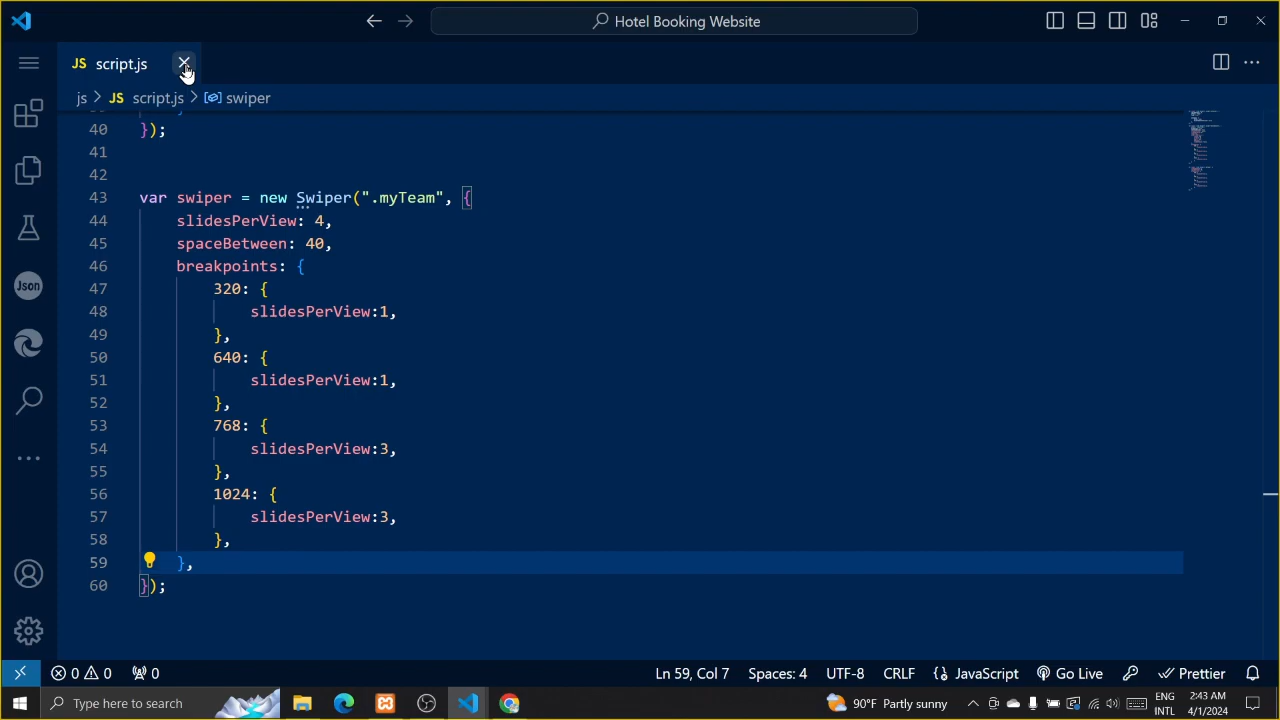 Hotel Booking Website
JS script.js
js > JS script.js > swiper
40 });
41
42
43 var swiper = new Swiper(".myTeam", {
44 slidesPerView: 4,
45 spaceBetween: 40,
46 breakpoints: {
47 320: {
48 slidesPerView:1,
49 },
50 640: {
51 slidesPerView:1,
52 },
53 768: {
54 slidesPerView:3,
55 },
56 1024: {
57 slidesPerView:3,
58 },
59 },
60 });
Json
0 0 0 Ln 59, Col 7 Spaces: 4 UTF-8 CRLF {} JavaScript Go Live Prettier
Type here to search 90°F Partly sunny ENG 2:43 AM
INTL 4/1/2024